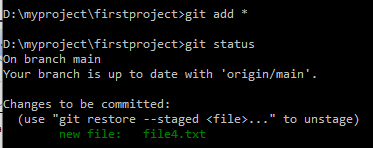 D:\myproject\firstproject>git add *
D:\myproject\firstproject>git status
On branch main
Your branch is up to date with 'origin/main'.
Changes to be committed:
  (use "git restore --staged <file>..." to unstage)
        new file:   file4.txt